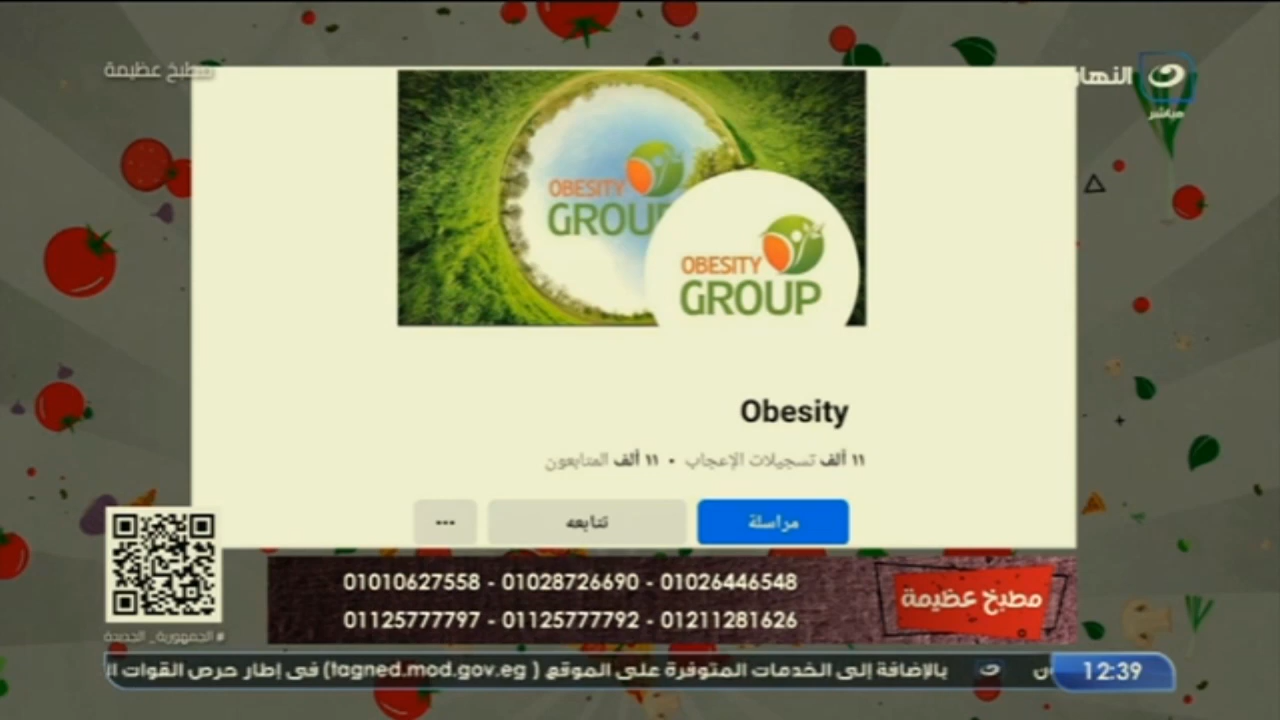 مطبخ عظيمة
النهار
مباشر
OBESITY
GROUP
OBESITY
GROUP
Obesity
١١ ألف تسجيلات الإعجاب • ١١ ألف المتابعون
مراسلة
تتابعه
01010627558 - 01028726690 - 01026446548
01125777797 - 01125777792 - 01211281626
مطبخ عظيمة
#الجمهورية_الجديدة
بالإضافة إلى الخدمات المتوفرة على الموقع ( tagned.mod.gov.eg) فى إطار حرص القوات
12:39